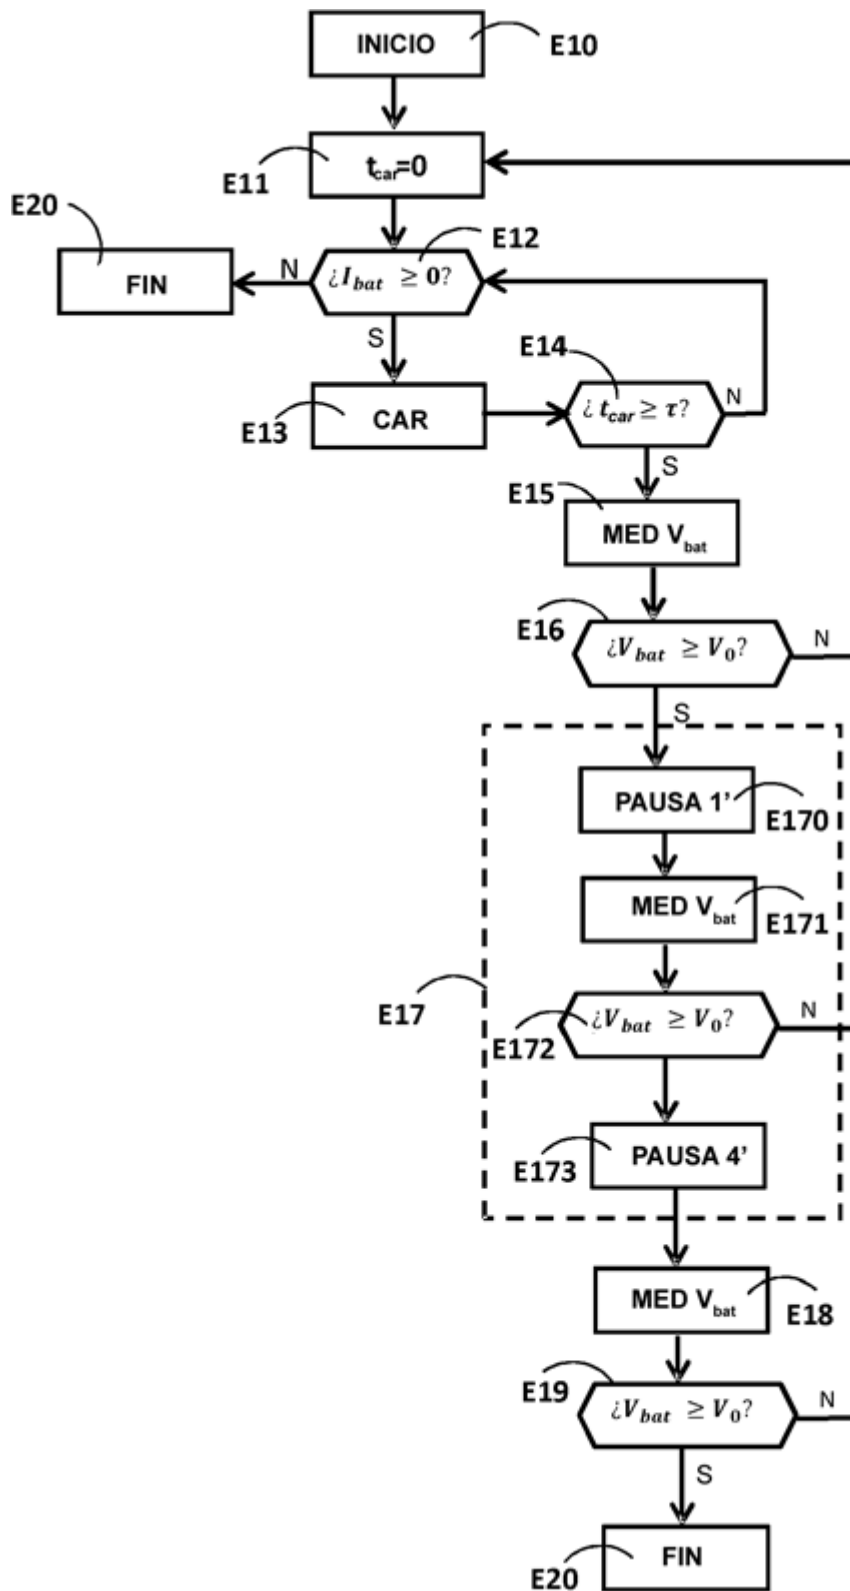 INICIO
E10
t_car=0
E11
E20
FIN
N
¿I_bat ≥ 0?
E12
S
CAR
E13
E14
¿ t_car ≥ τ?
N
S
E15
MED V_bat
E16
¿V_bat ≥ V_0?
N
S
PAUSA 1'
E170
MED V_bat
E171
E17
¿V_bat ≥ V_0?
N
E172
PAUSA 4'
E173
MED V_bat
E18
E19
¿V_bat ≥ V_0?
N
S
FIN
E20